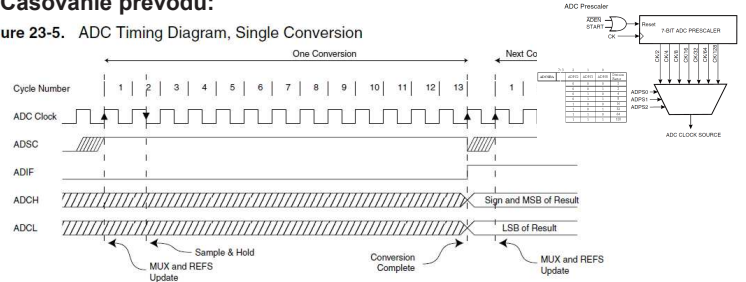 Časování převodu:
ure 23-5. ADC Timing Diagram, Single Conversion
One Conversion
Next Co
Cycle Number
1 2 3 4 5 6 7 8 9 10 11 12 13 1
ADC Clock
ADSC
ADIF
ADCH
Sign and MSB of Result
ADCL
LSB of Result
MUX and REFS
Update
Sample & Hold
Conversion
Complete
MUX and REFS
Update
ADC Prescaler
ADEN
START
Reset
CK
7-BIT ADC PRESCALER
CK/2
CK/4
CK/8
CK/16
CK/32
CK/64
CK/128
ADPS0
ADPS1
ADPS2
ADC CLOCK SOURCE